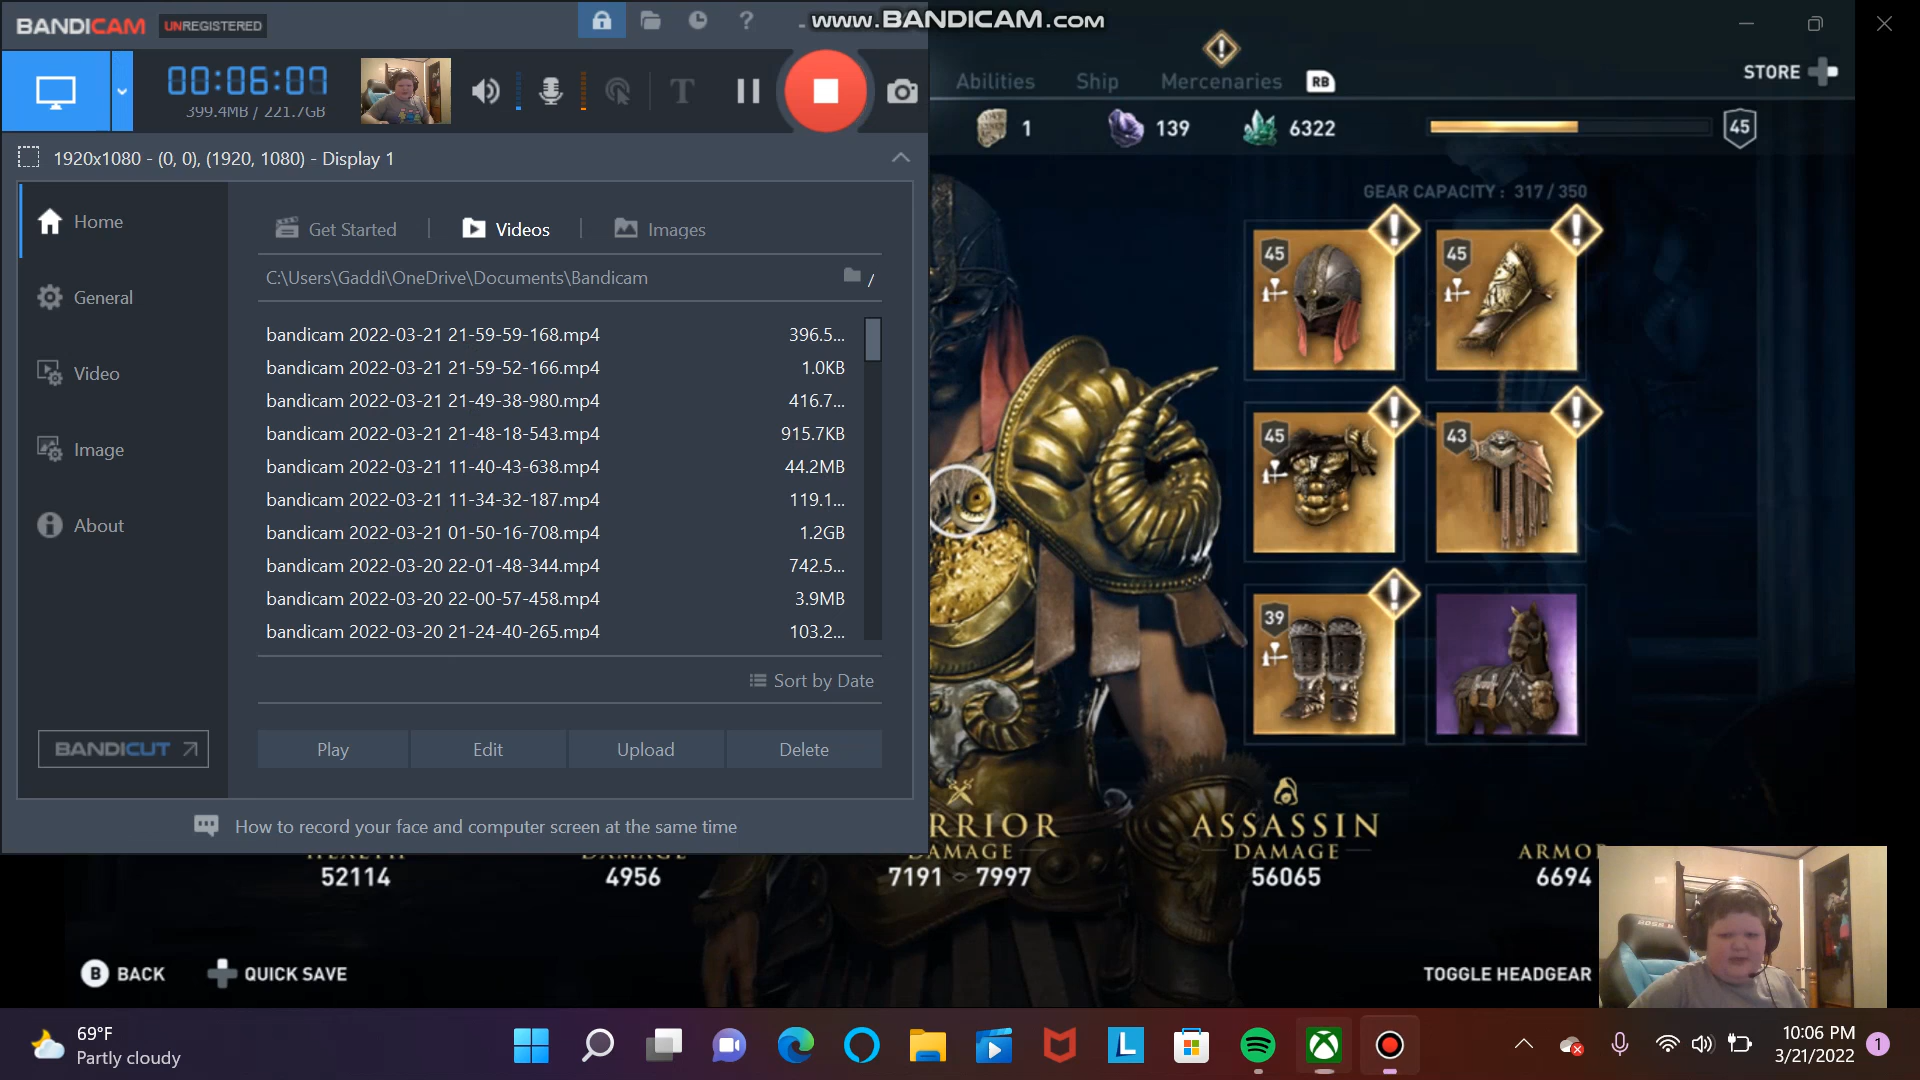 BANDICAM UNREGISTERED
www.BANDICAM.com
00:06:07
399.4MB / 221.7GB
T
1920x1080 - (0, 0), (1920, 1080) - Display 1
Home
General
Video
Image
About
BANDICUT
Get Started
Videos
Images
C:\Users\Gaddi\OneDrive\Documents\Bandicam
/
bandicam 2022-03-21 21-59-59-168.mp4 396.5...
bandicam 2022-03-21 21-59-52-166.mp4 1.0KB
bandicam 2022-03-21 21-49-38-980.mp4 416.7...
bandicam 2022-03-21 21-48-18-543.mp4 915.7KB
bandicam 2022-03-21 11-40-43-638.mp4 44.2MB
bandicam 2022-03-21 11-34-32-187.mp4 119.1...
bandicam 2022-03-21 01-50-16-708.mp4 1.2GB
bandicam 2022-03-20 22-01-48-344.mp4 742.5...
bandicam 2022-03-20 22-00-57-458.mp4 3.9MB
bandicam 2022-03-20 21-24-40-265.mp4 103.2...
Sort by Date
Play Edit Upload Delete
How to record your face and computer screen at the same time
Abilities Ship Mercenaries RB
STORE
1 139 6322 45
GEAR CAPACITY : 317 / 350
45 45
45 43
39
HEALTH
52114
DAMAGE
4956
RRIOR
DAMAGE
7191 - 7997
ASSASSIN
DAMAGE
56065
ARMOR
6694
B BACK QUICK SAVE
TOGGLE HEADGEAR
69°F
Partly cloudy
L
10:06 PM
3/21/2022
1